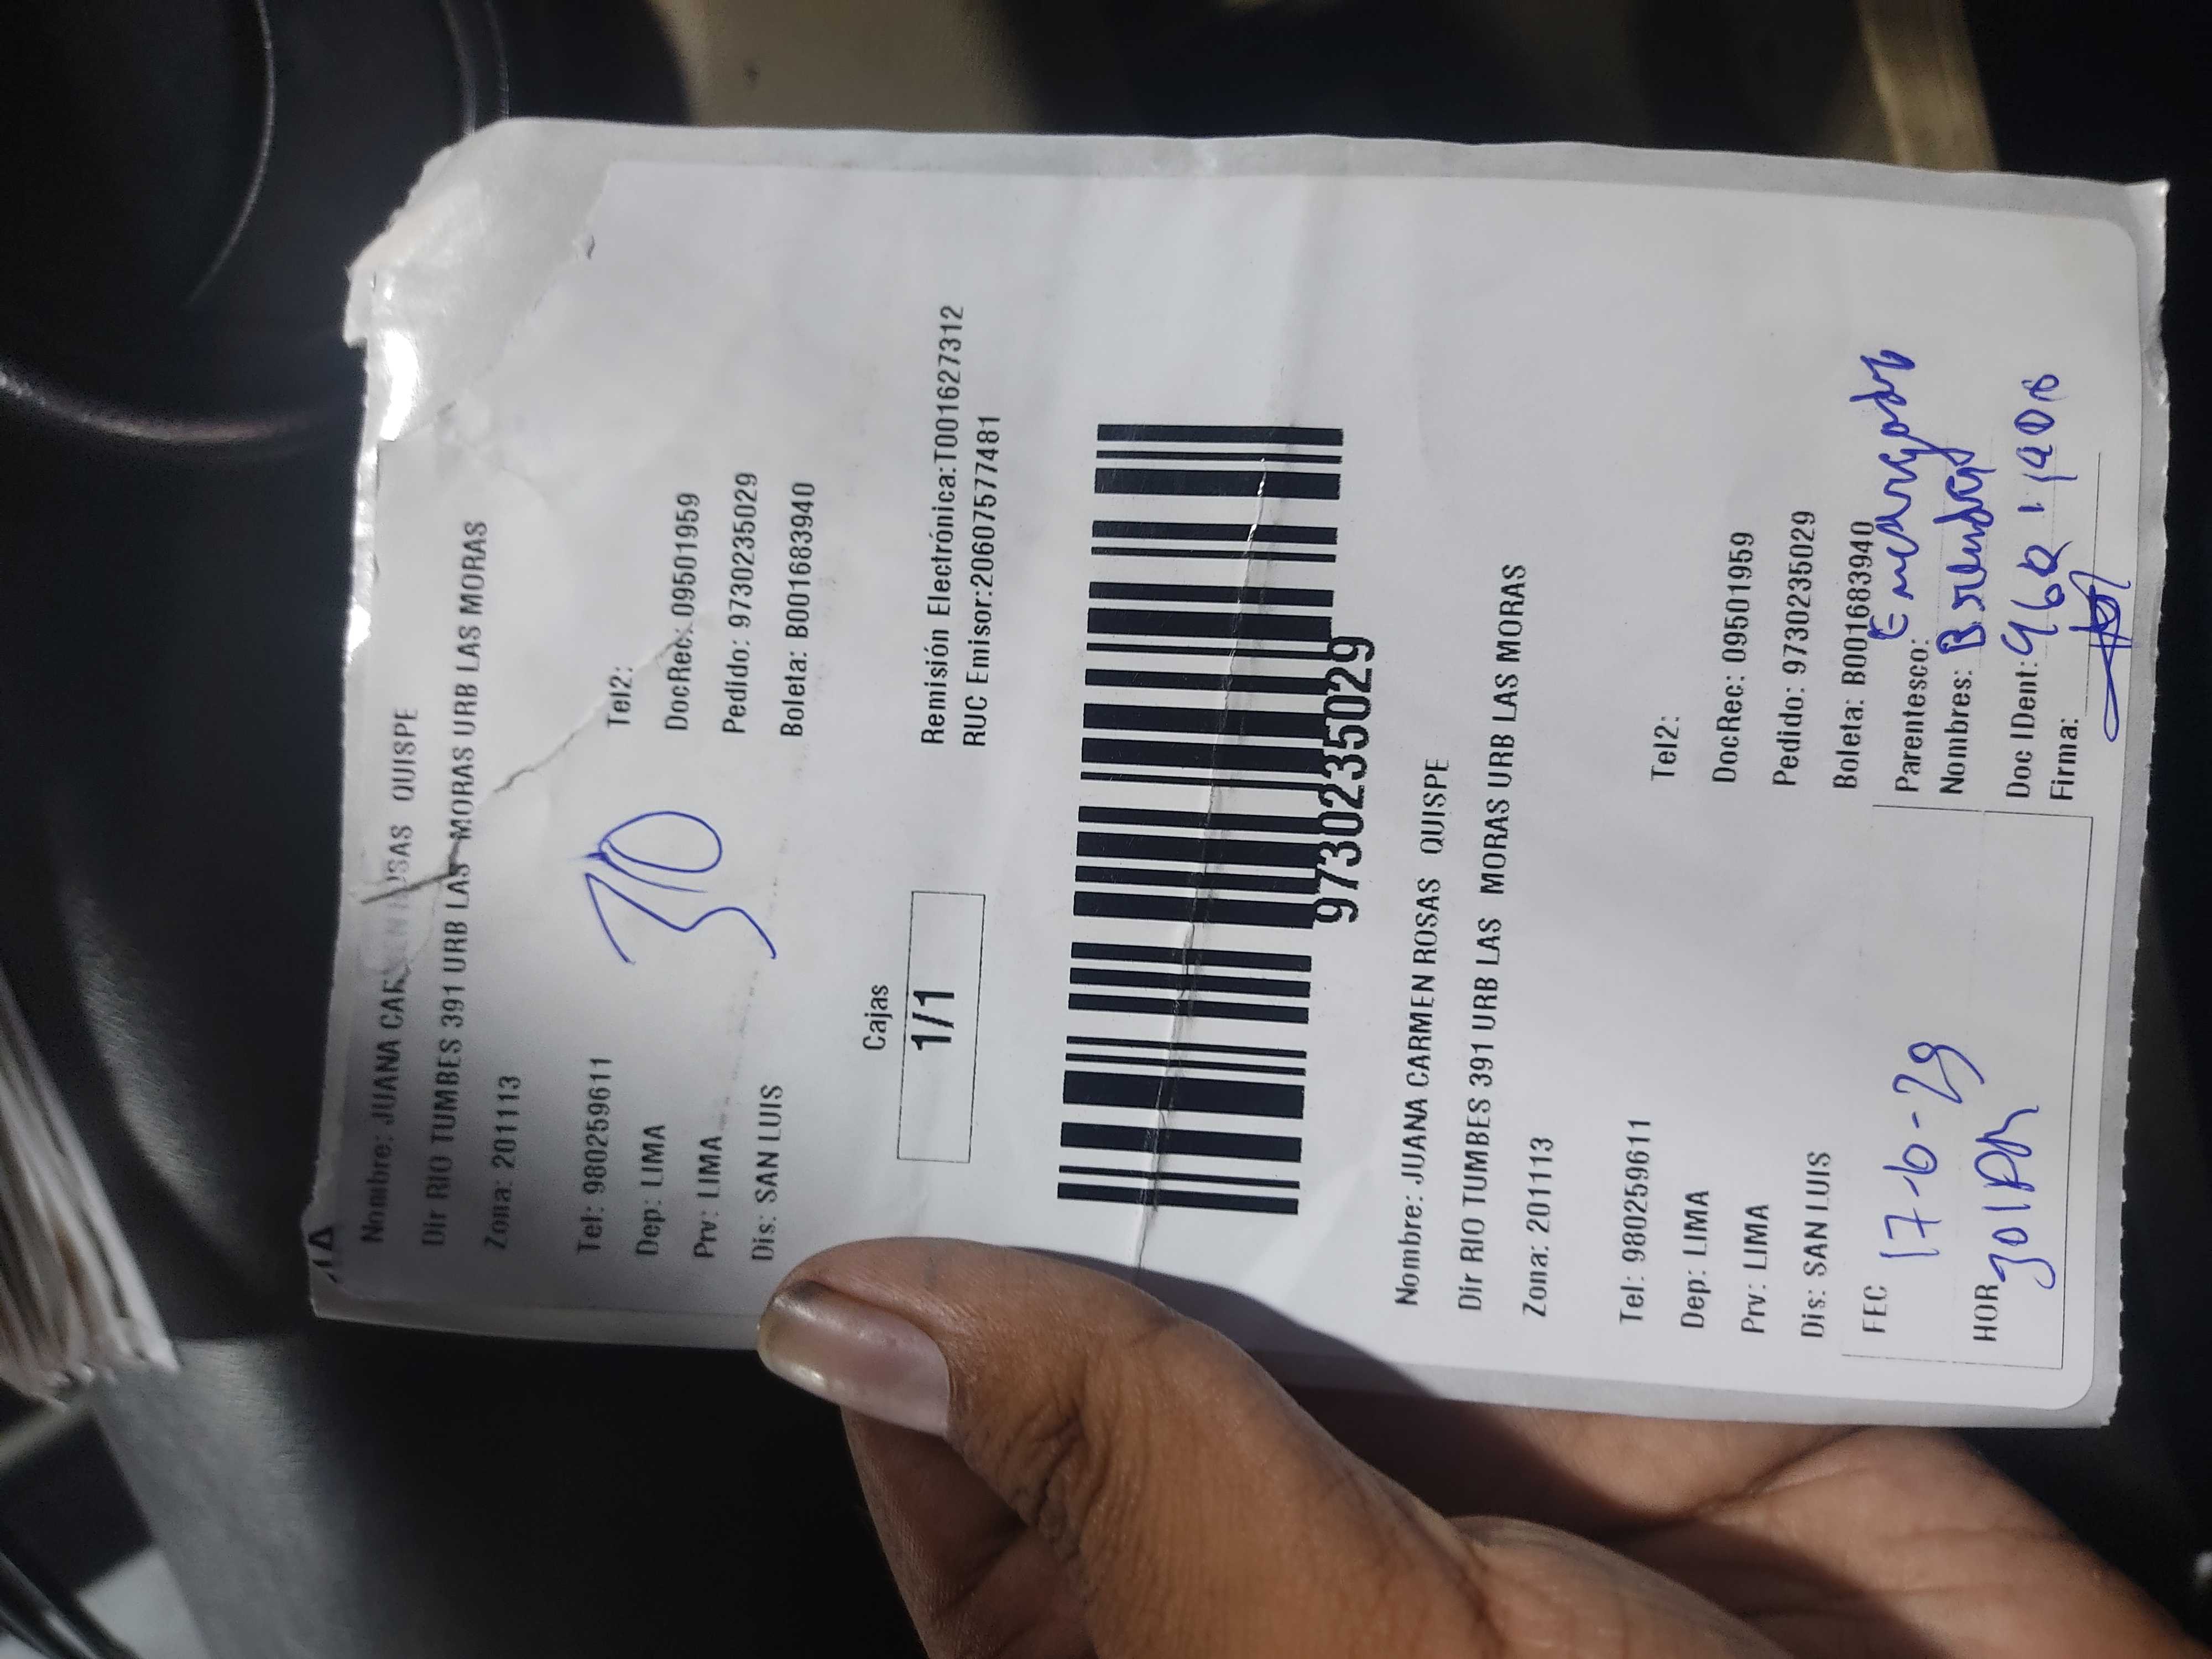 Nombre: JUANA CARMEN ROSAS QUISPE
Dir RIO TUMBES 391 URB LAS MORAS URB LAS MORAS
Zona: 201113
Tel: 980259611 Tel2:
Dep: LIMA DocRec: 09501959
Prv: LIMA Pedido: 9730235029
Dis: SAN LUIS Boleta: B001683940
30
Cajas
1/1
Remisión Electrónica:T001627312
RUC Emisor:20607577481
9730235029
Nombre: JUANA CARMEN ROSAS QUISPE
Dir RIO TUMBES 391 URB LAS MORAS URB LAS MORAS
Zona: 201113
Tel: 980259611 Tel2:
Dep: LIMA DocRec: 09501959
Prv: LIMA Pedido: 9730235029
Dis: SAN LUIS Boleta: B001683940
FEC 17-6-29 Parentesco: Encargado
HOR Nombres: Brenda
Doc IDent:
Firma: